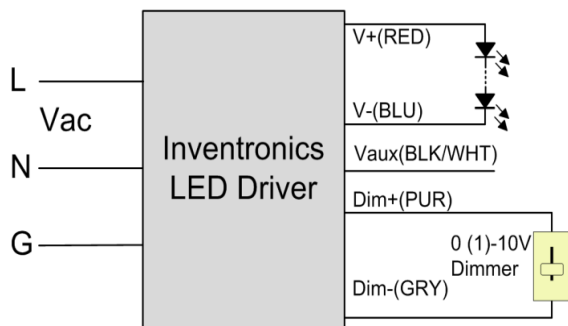 L
Vac
N
G
Inventronics
LED Driver
V+(RED)
V-(BLU)
Vaux(BLK/WHT)
Dim+(PUR)
0 (1)-10V
Dimmer
Dim-(GRY)